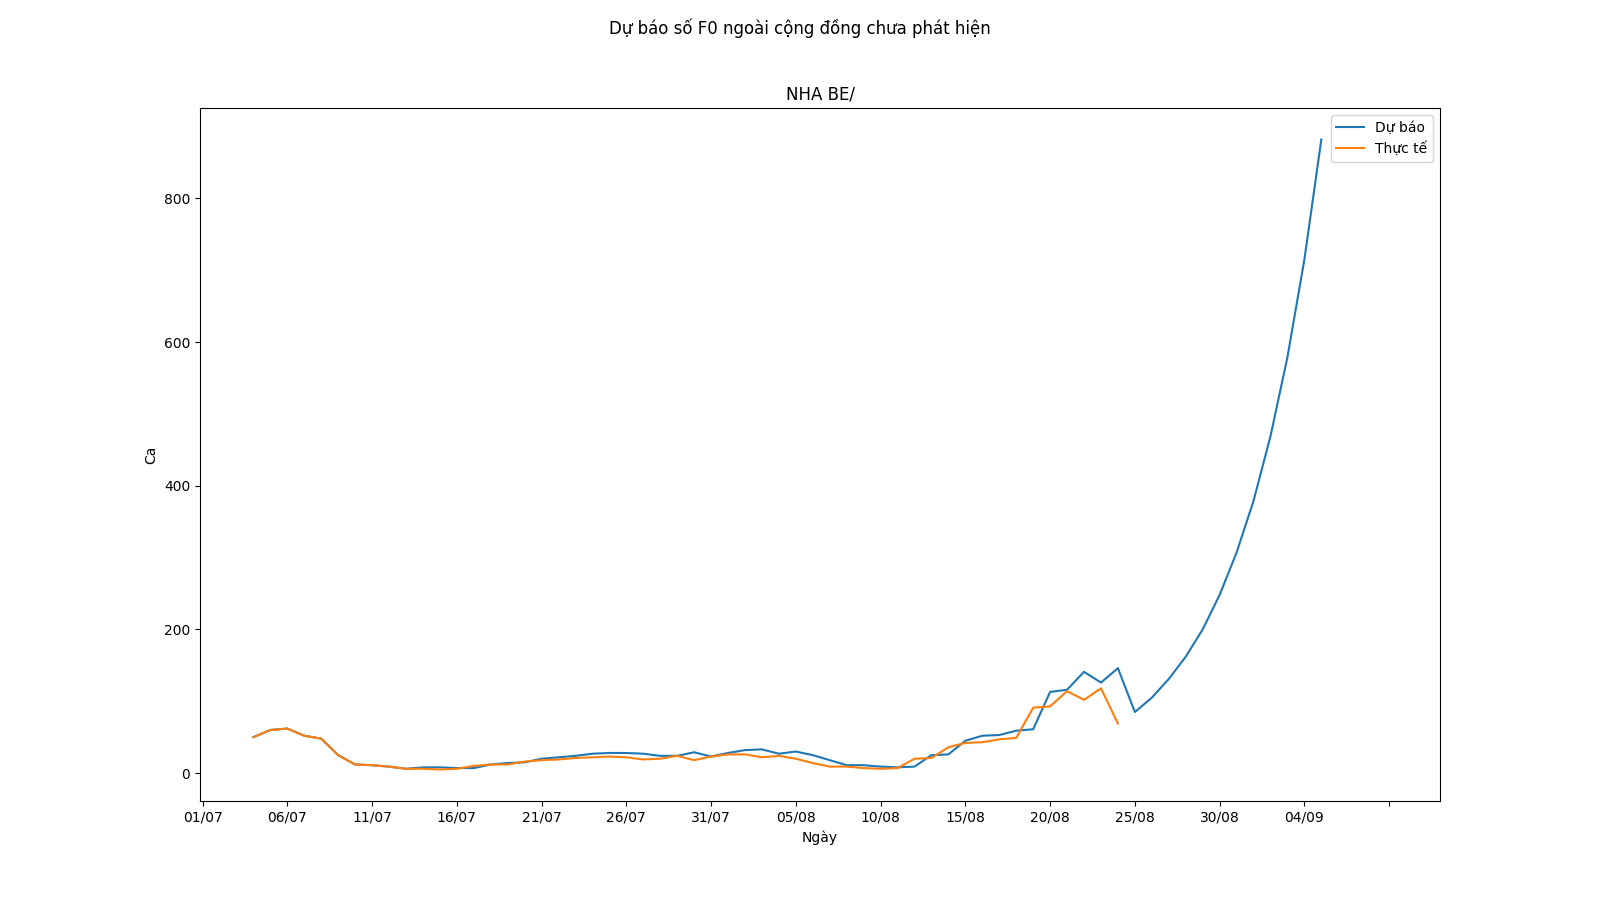 Dự báo số F0 ngoài cộng đồng chưa phát hiện
NHA BE/
Dự báo
Thực tế
800
600
400
200
0
Ca
01/07 06/07 11/07 16/07 21/07 26/07 31/07 05/08 10/08 15/08 20/08 25/08 30/08 04/09
Ngày